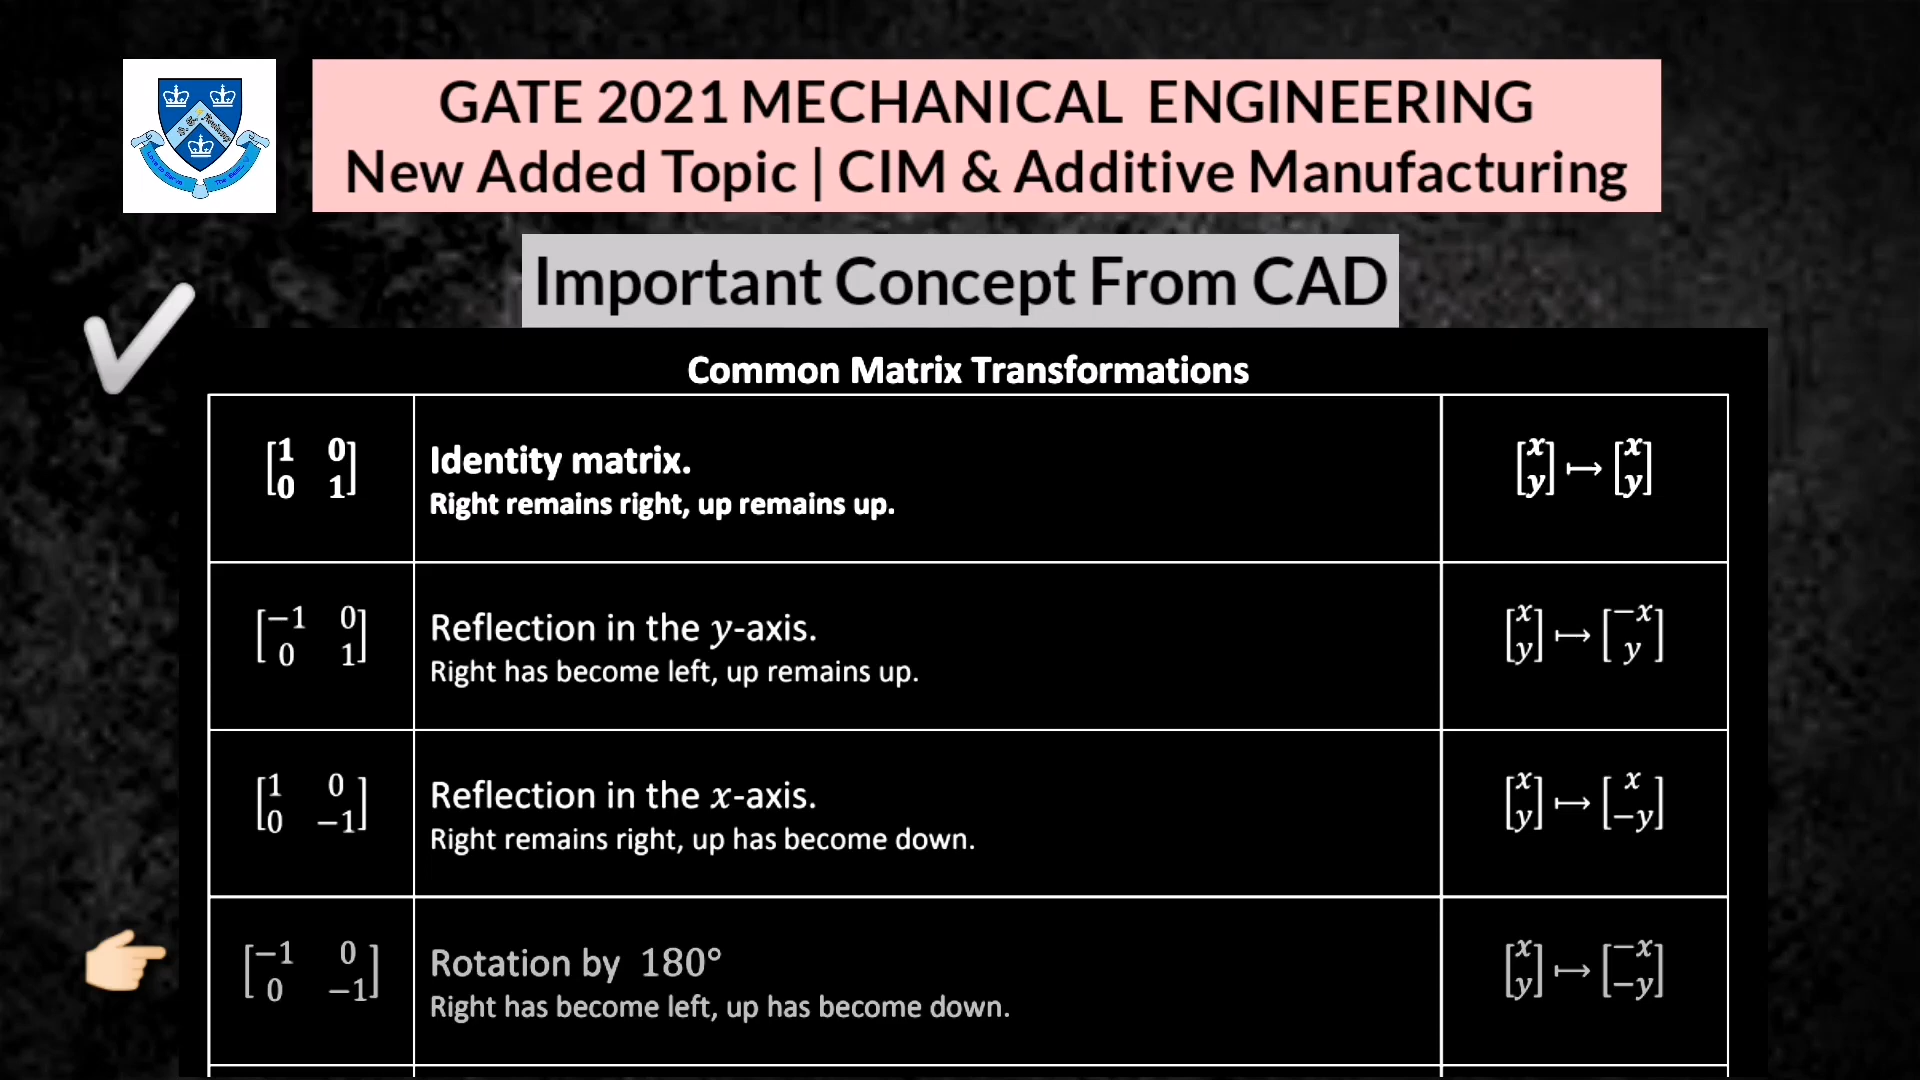 GATE 2021 MECHANICAL ENGINEERING
New Added Topic | CIM & Additive Manufacturing
Important Concept From CAD
Common Matrix Transformations
[1 0
0 1]
Identity matrix.
Right remains right, up remains up.
[x
y] ↦ [x
y]
[−1 0
0 1]
Reflection in the y-axis.
Right has become left, up remains up.
[x
y] ↦ [−x
y]
[1 0
0 −1]
Reflection in the x-axis.
Right remains right, up has become down.
[x
y] ↦ [x
−y]
[−1 0
0 −1]
Rotation by 180°
Right has become left, up has become down.
[x
y] ↦ [−x
−y]